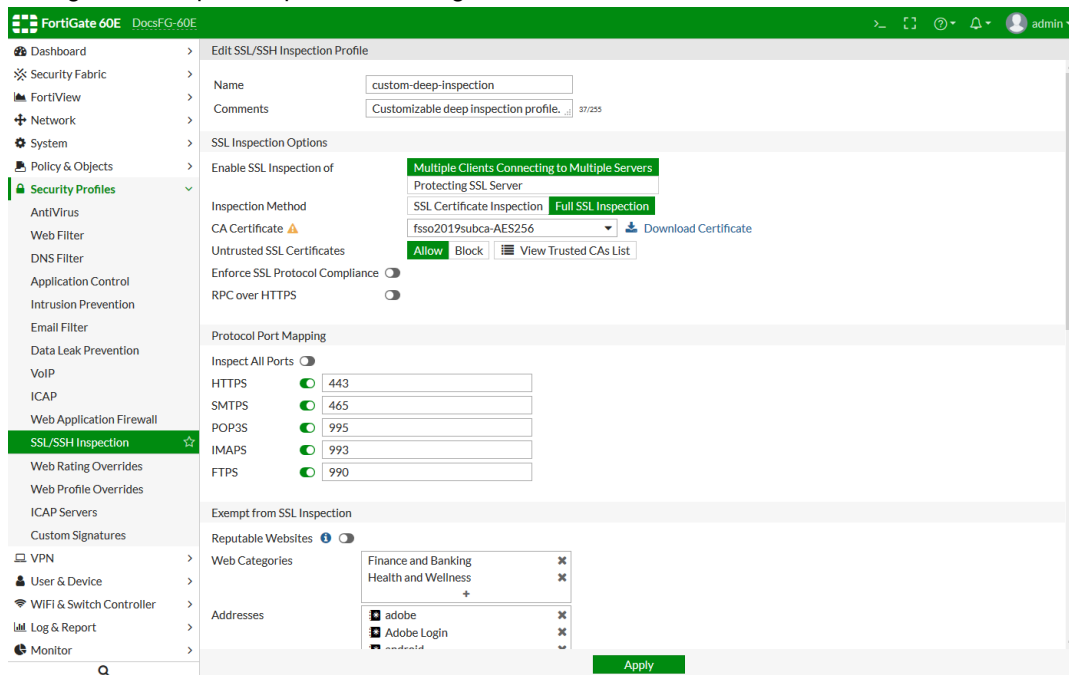 FortiGate 60E DocsFG-60E
>_ admin
Dashboard
Security Fabric
FortiView
Network
System
Policy & Objects
Security Profiles
AntiVirus
Web Filter
DNS Filter
Application Control
Intrusion Prevention
Email Filter
Data Leak Prevention
VoIP
ICAP
Web Application Firewall
SSL/SSH Inspection
Web Rating Overrides
Web Profile Overrides
ICAP Servers
Custom Signatures
VPN
User & Device
WiFi & Switch Controller
Log & Report
Monitor
Edit SSL/SSH Inspection Profile
Name custom-deep-inspection
Comments Customizable deep inspection profile. 37/255
SSL Inspection Options
Enable SSL Inspection of Multiple Clients Connecting to Multiple Servers
Protecting SSL Server
Inspection Method SSL Certificate Inspection Full SSL Inspection
CA Certificate fsso2019subca-AES256 Download Certificate
Untrusted SSL Certificates Allow Block View Trusted CAs List
Enforce SSL Protocol Compliance
RPC over HTTPS
Protocol Port Mapping
Inspect All Ports
HTTPS 443
SMTPS 465
POP3S 995
IMAPS 993
FTPS 990
Exempt from SSL Inspection
Reputable Websites
Web Categories Finance and Banking
Health and Wellness
+
Addresses adobe
Adobe Login
android
Apply